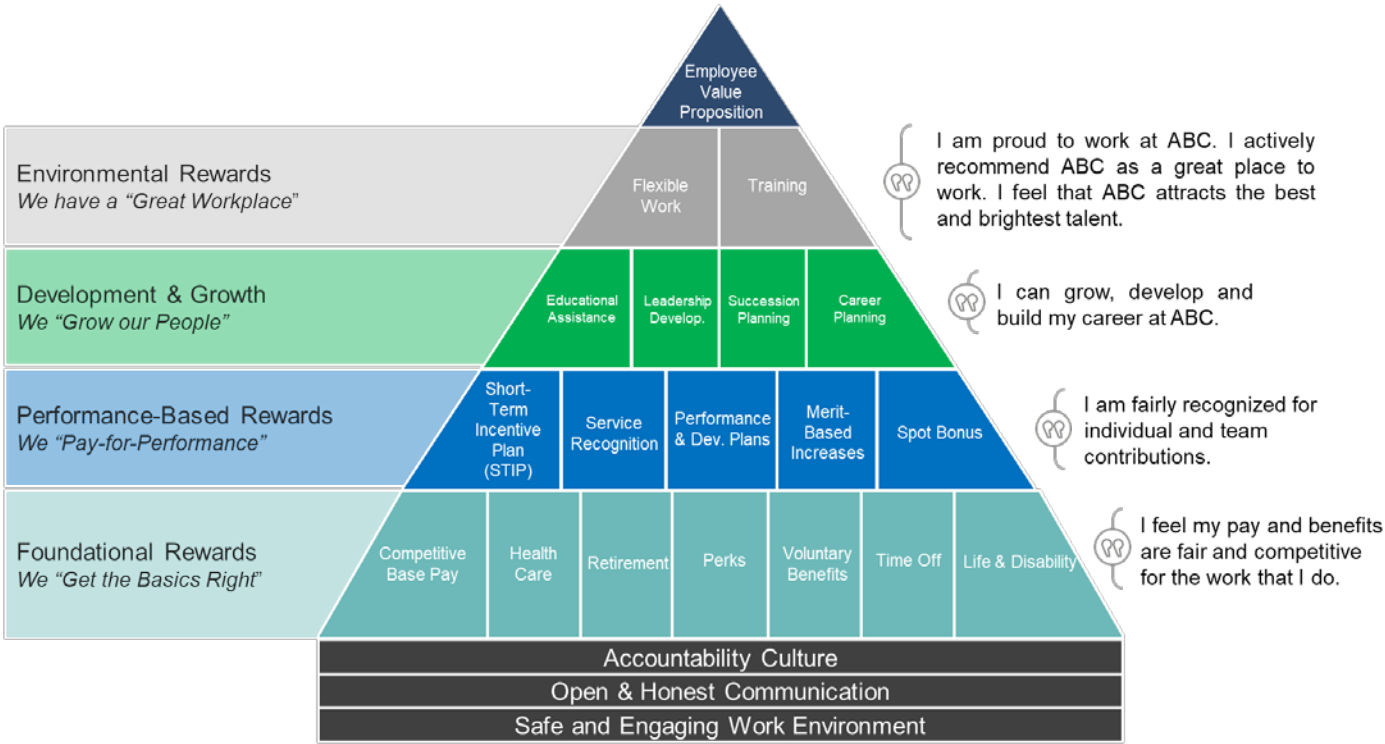 Employee
Value
Proposition
Environmental Rewards
We have a “Great Workplace”
Flexible
Work
Training
I am proud to work at ABC. I actively
recommend ABC as a great place to
work. I feel that ABC attracts the best
and brightest talent.
Development & Growth
We “Grow our People”
Educational
Assistance
Leadership
Develop.
Succession
Planning
Career
Planning
I can grow, develop and
build my career at ABC.
Performance-Based Rewards
We “Pay-for-Performance”
Short-
Term
Incentive
Plan
(STIP)
Service
Recognition
Performance
& Dev. Plans
Merit-
Based
Increases
Spot Bonus
I am fairly recognized for
individual and team
contributions.
Foundational Rewards
We “Get the Basics Right”
Competitive
Base Pay
Health
Care
Retirement
Perks
Voluntary
Benefits
Time Off
Life & Disability
I feel my pay and benefits
are fair and competitive
for the work that I do.
Accountability Culture
Open & Honest Communication
Safe and Engaging Work Environment